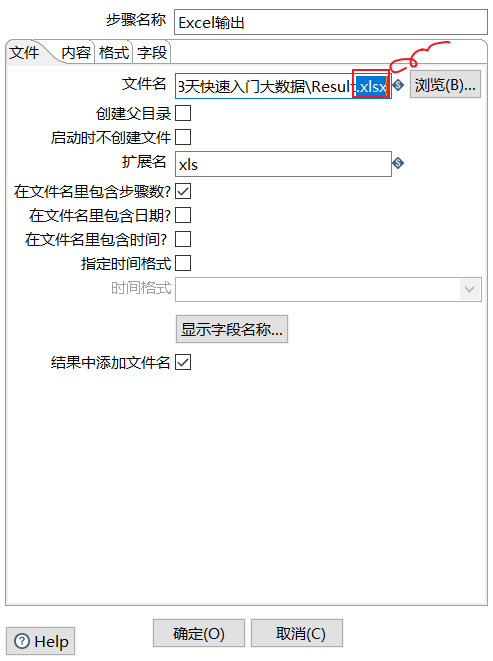 步骤名称 Excel输出
文件 内容 格式 字段
文件名 天快速入门大数据\Result.xlsx 浏览(B)...
创建父目录
启动时不创建文件
扩展名 xls
在文件名里包含步骤数?
在文件名里包含日期?
在文件名里包含时间?
指定时间格式
时间格式
显示字段名称...
结果中添加文件名
Help 确定(O) 取消(C)